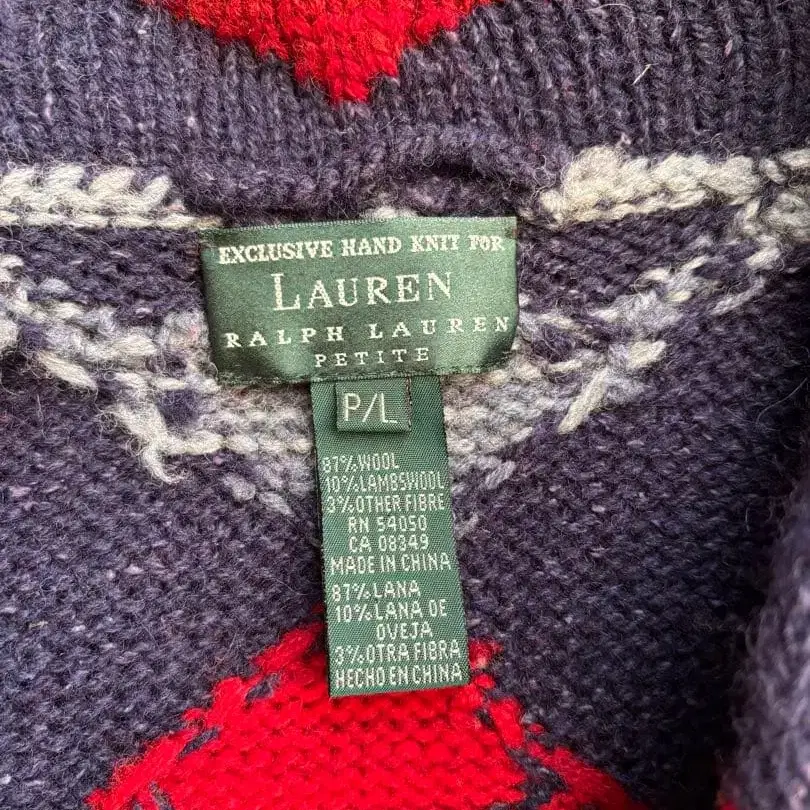 EXCLUSIVE HAND KNIT FOR
LAUREN
RALPH LAUREN
PETITE
P/L
87%WOOL
10%LAMBSWOOL
3%OTHER FIBRE
RN 54050
CA 08349
MADE IN CHINA
87%LANA
10%LANA DE
OVEJA
3%OTRA FIBRA
HECHO EN CHINA